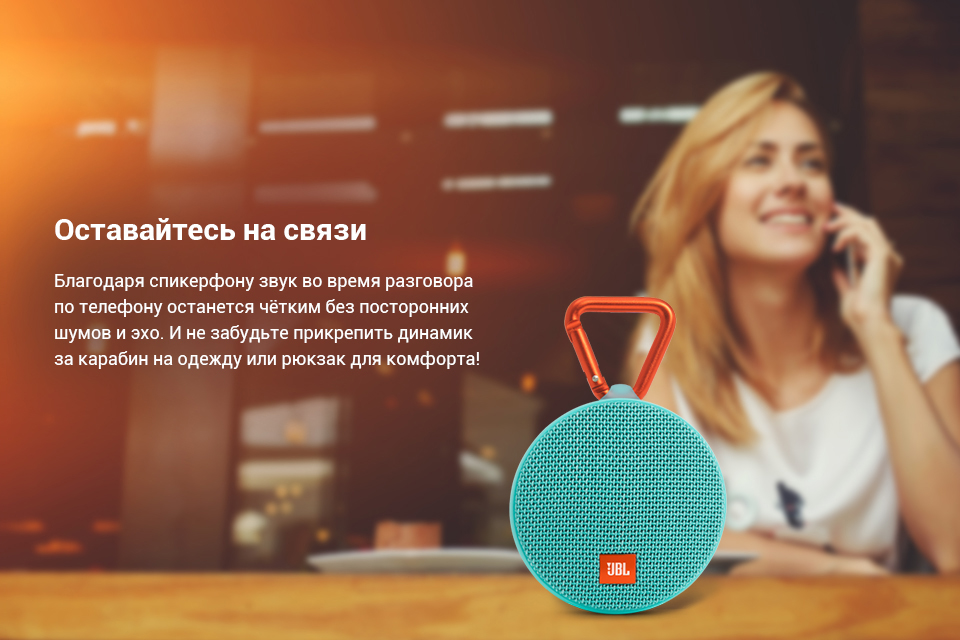 Оставайтесь на связи
Благодаря спикерфону звук во время разговора
по телефону останется чётким без посторонних
шумов и эхо. И не забудьте прикрепить динамик
за карабин на одежду или рюкзак для комфорта!
JBL